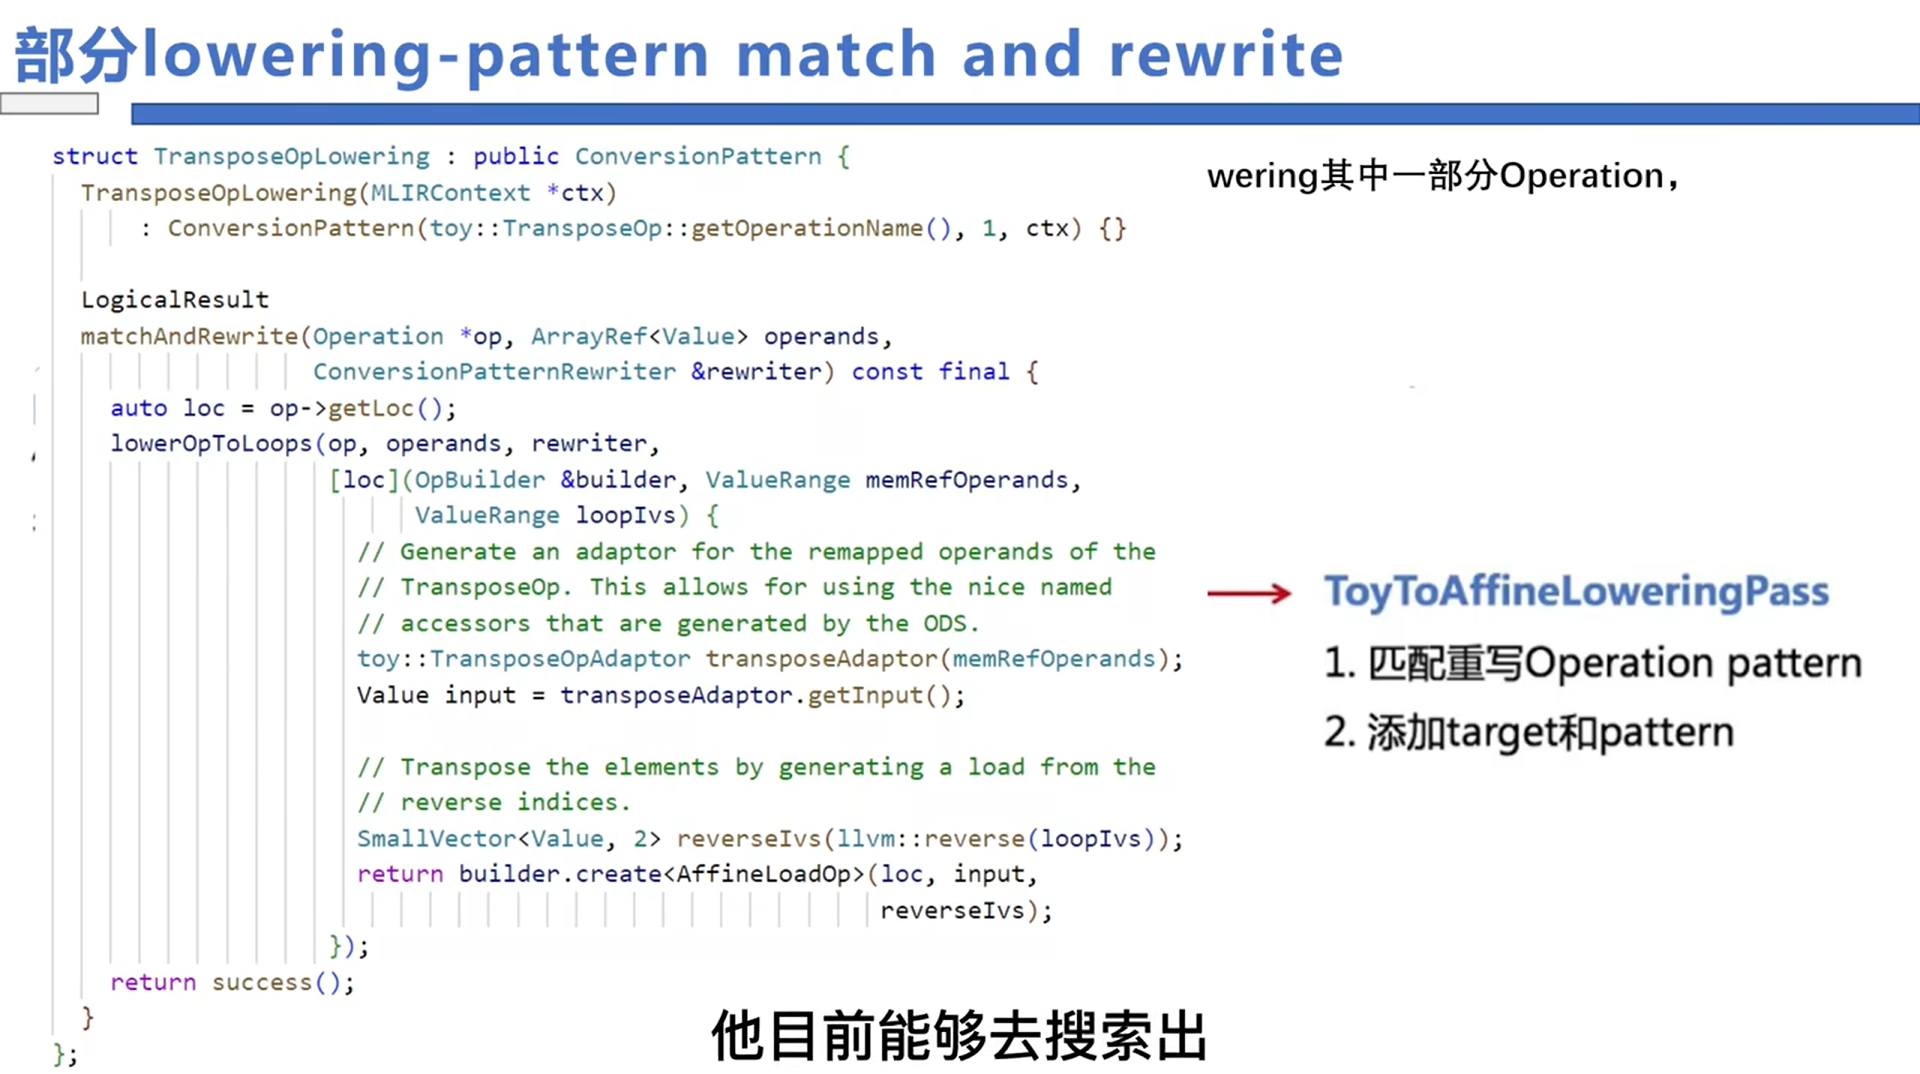 部分lowering-pattern match and rewrite
struct TransposeOpLowering : public ConversionPattern {
TransposeOpLowering(MLIRContext *ctx)
: ConversionPattern(toy::TransposeOp::getOperationName(), 1, ctx) {}
LogicalResult
matchAndRewrite(Operation *op, ArrayRef<Value> operands,
ConversionPatternRewriter &rewriter) const final {
auto loc = op->getLoc();
lowerOpToLoops(op, operands, rewriter,
[loc](OpBuilder &builder, ValueRange memRefOperands,
ValueRange loopIvs) {
// Generate an adaptor for the remapped operands of the
// TransposeOp. This allows for using the nice named
// accessors that are generated by the ODS.
toy::TransposeOpAdaptor transposeAdaptor(memRefOperands);
Value input = transposeAdaptor.getInput();
// Transpose the elements by generating a load from the
// reverse indices.
SmallVector<Value, 2> reverseIvs(llvm::reverse(loopIvs));
return builder.create<AffineLoadOp>(loc, input,
reverseIvs);
});
return success();
}
};
wering其中一部分Operation，
ToyToAffineLoweringPass
1. 匹配重写Operation pattern
2. 添加target和pattern
他目前能够去搜索出